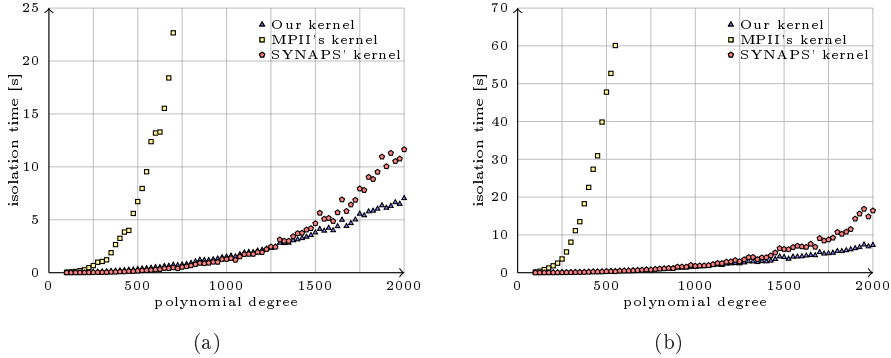 25
20
15
10
5
0
isolation time [s]
Our kernel
MPII's kernel
SYNAPS' kernel
0 500 1000 1500 2000
polynomial degree
(a)
70
60
50
40
30
20
10
0
isolation time [s]
Our kernel
MPII's kernel
SYNAPS' kernel
0 500 1000 1500 2000
polynomial degree
(b)